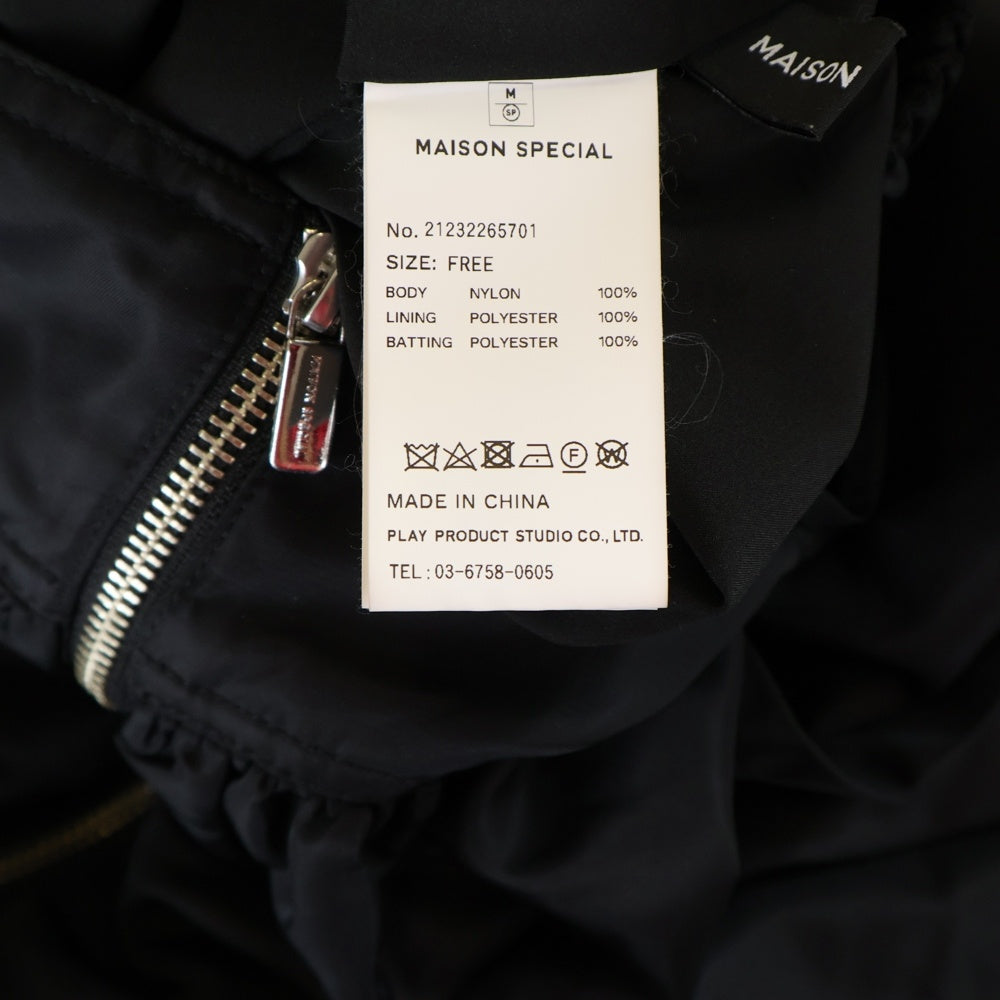 MAISON
M
SP
MAISON SPECIAL
No. 21232265701
SIZE: FREE
BODY NYLON 100%
LINING POLYESTER 100%
BATTING POLYESTER 100%
F
W
MADE IN CHINA
PLAY PRODUCT STUDIO CO., LTD.
TEL : 03-6758-0605